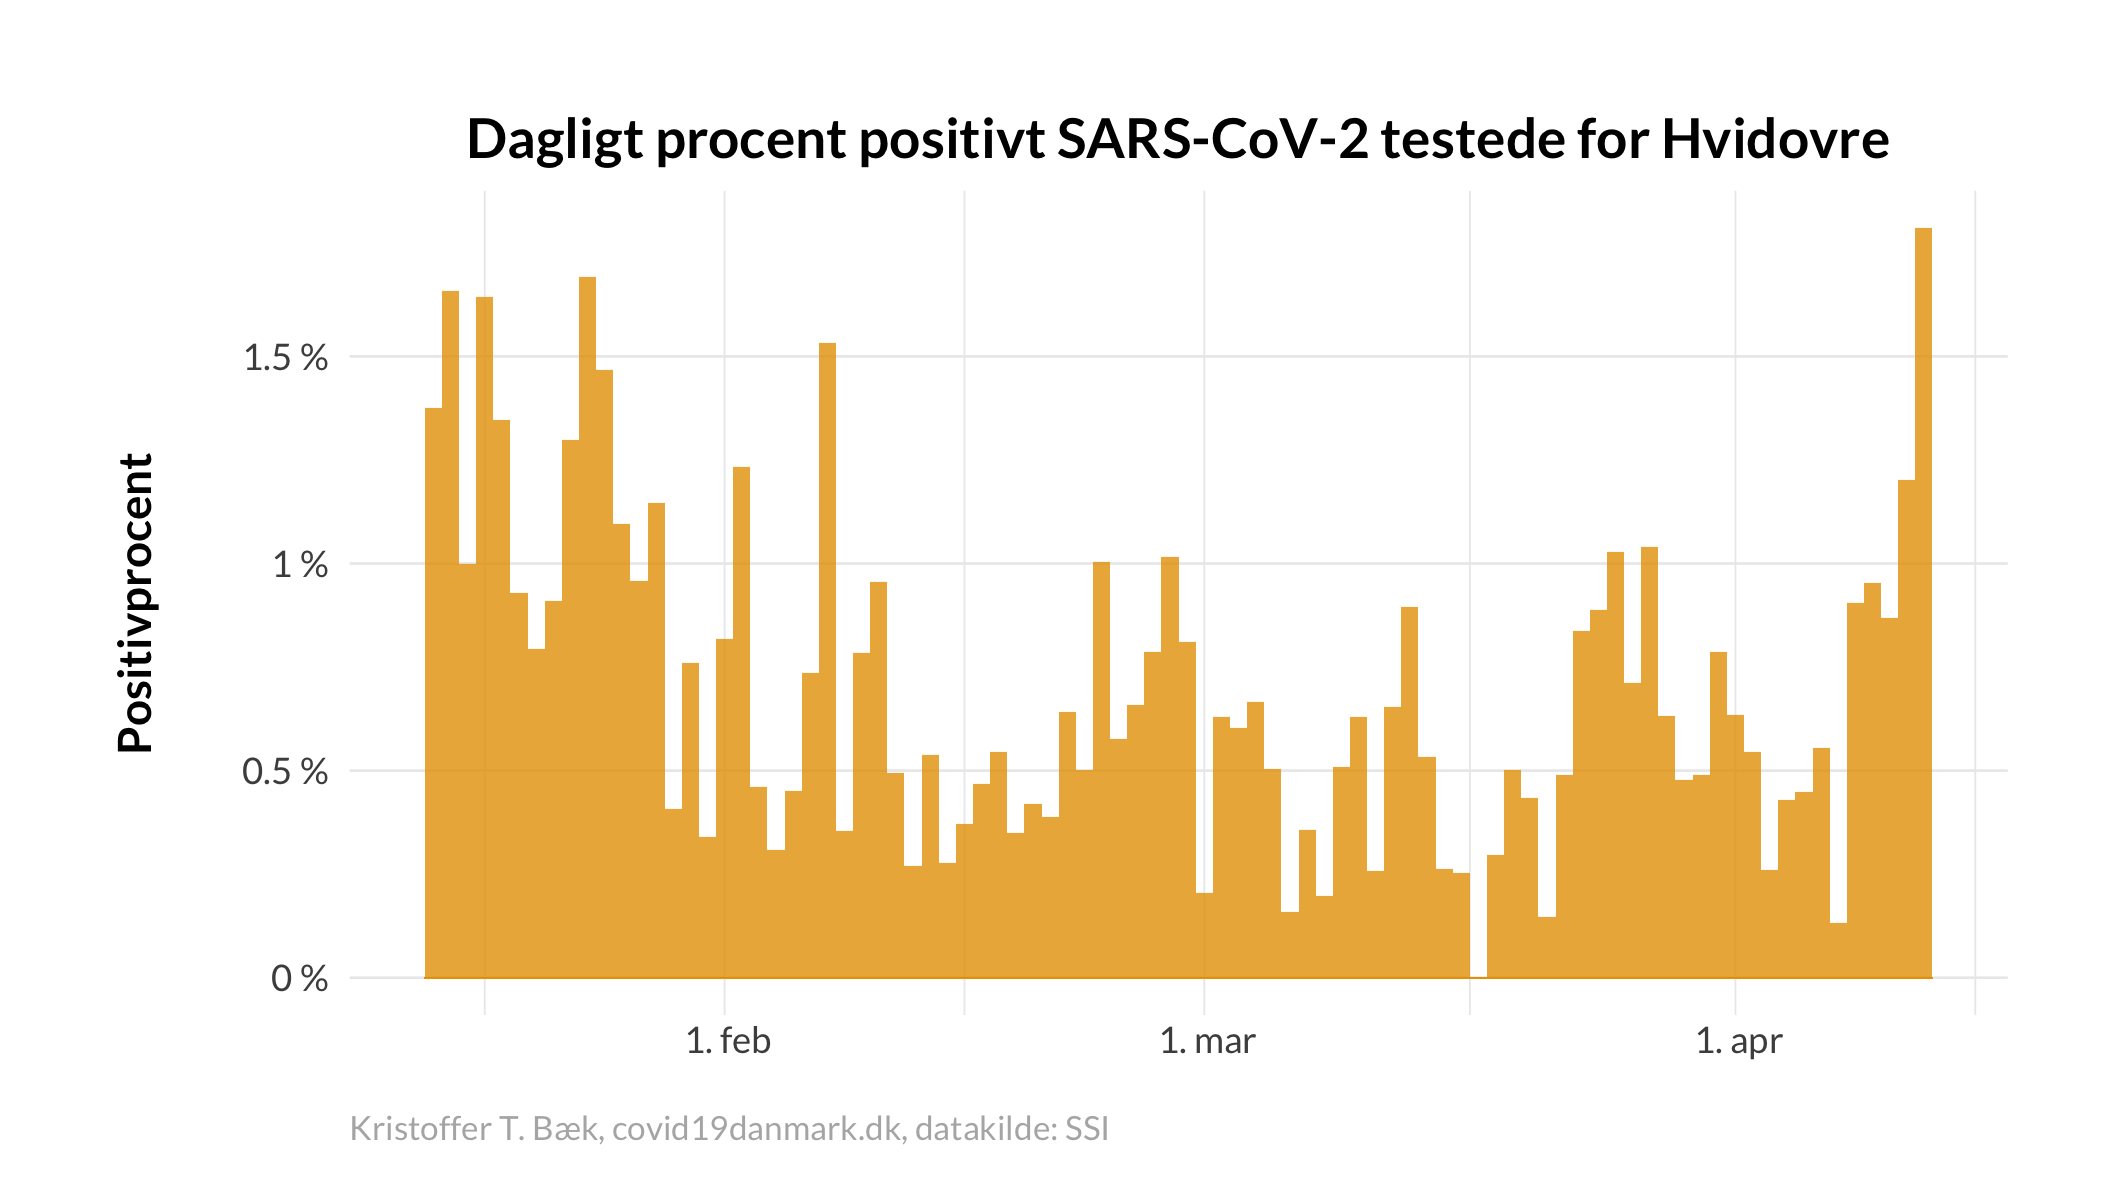 Dagligt procent positivt SARS-CoV-2 testede for Hvidovre
Positivprocent
1.5 %
1 %
0.5 %
0 %
1. feb
1. mar
1. apr
Kristoffer T. Bæk, covid19danmark.dk, datakilde: SSI